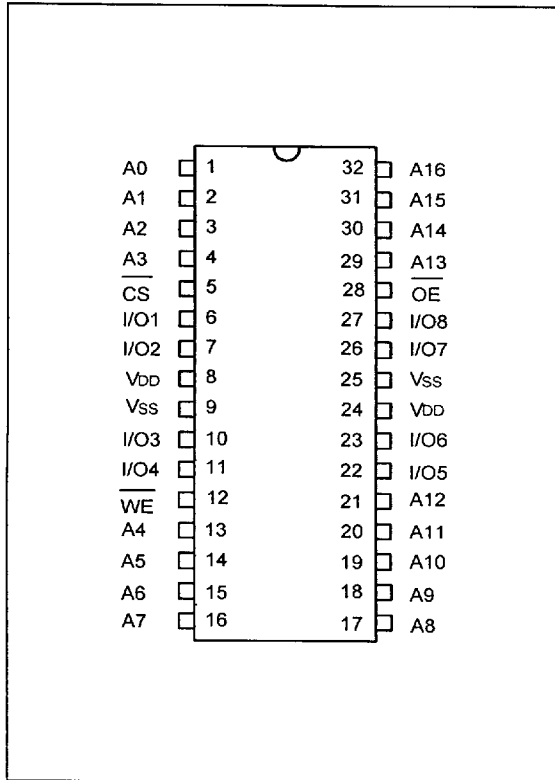 A0 1 32 A16
A1 2 31 A15
A2 3 30 A14
A3 4 29 A13
C̅S̅ 5 28 O̅E̅
I/O1 6 27 I/O8
I/O2 7 26 I/O7
VDD 8 25 VSS
VSS 9 24 VDD
I/O3 10 23 I/O6
I/O4 11 22 I/O5
W̅E̅ 12 21 A12
A4 13 20 A11
A5 14 19 A10
A6 15 18 A9
A7 16 17 A8